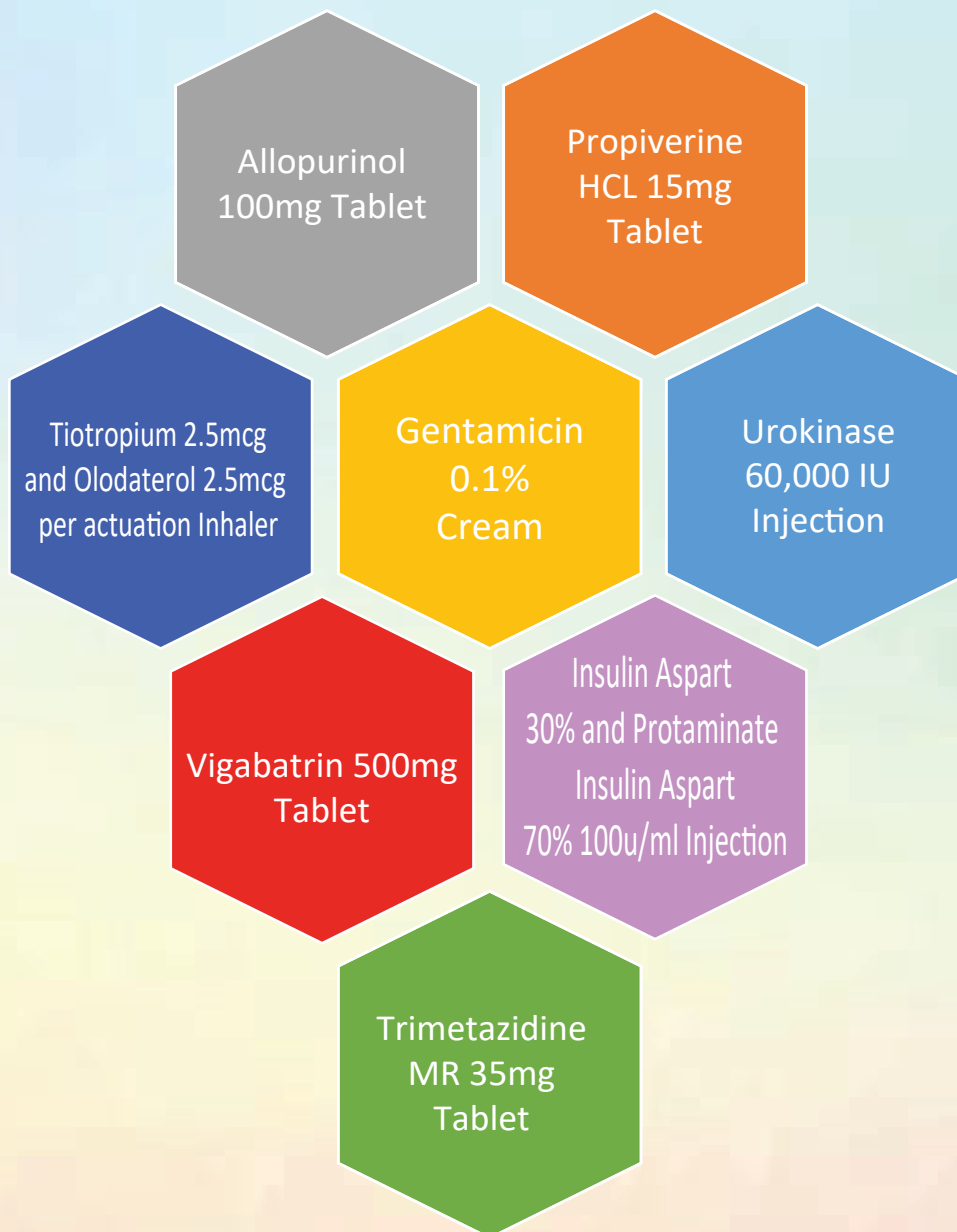 Allopurinol
100mg Tablet
Propiverine
HCL 15mg
Tablet
Tiotropium 2.5mcg
and Olodaterol 2.5mcg
per actuation Inhaler
Gentamicin
0.1%
Cream
Urokinase
60,000 IU
Injection
Vigabatrin 500mg
Tablet
Insulin Aspart
30% and Protaminate
Insulin Aspart
70% 100u/ml Injection
Trimetazidine
MR 35mg
Tablet